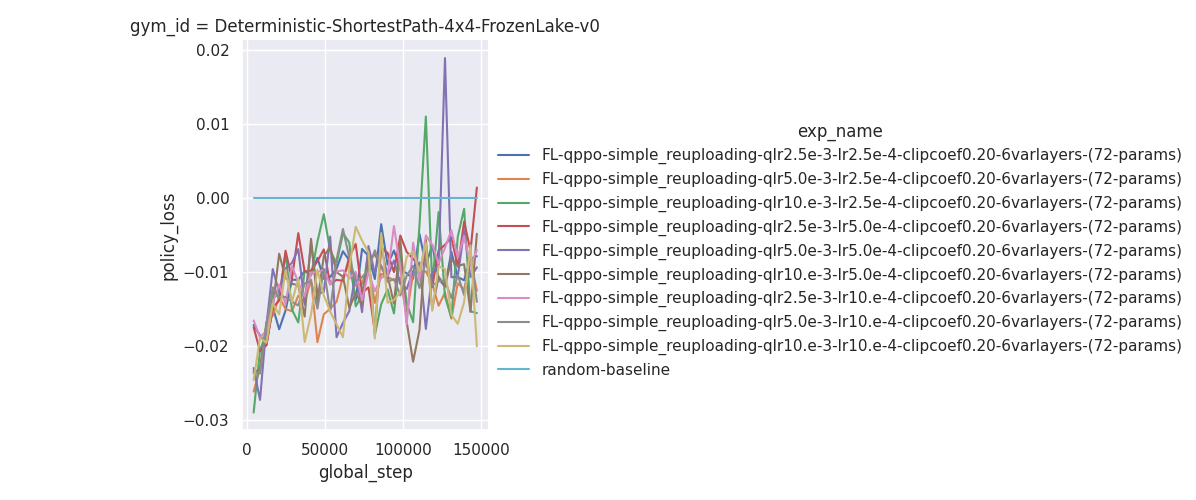 gym_id = Deterministic-ShortestPath-4x4-FrozenLake-v0
0.02
0.01
0.00
−0.01
−0.02
−0.03
policy_loss
0
50000
100000
150000
global_step
exp_name
FL-qppo-simple_reuploading-qlr2.5e-3-lr2.5e-4-clipcoef0.20-6varlayers-(72-params)
FL-qppo-simple_reuploading-qlr5.0e-3-lr2.5e-4-clipcoef0.20-6varlayers-(72-params)
FL-qppo-simple_reuploading-qlr10.e-3-lr2.5e-4-clipcoef0.20-6varlayers-(72-params)
FL-qppo-simple_reuploading-qlr2.5e-3-lr5.0e-4-clipcoef0.20-6varlayers-(72-params)
FL-qppo-simple_reuploading-qlr5.0e-3-lr5.0e-4-clipcoef0.20-6varlayers-(72-params)
FL-qppo-simple_reuploading-qlr10.e-3-lr5.0e-4-clipcoef0.20-6varlayers-(72-params)
FL-qppo-simple_reuploading-qlr2.5e-3-lr10.e-4-clipcoef0.20-6varlayers-(72-params)
FL-qppo-simple_reuploading-qlr5.0e-3-lr10.e-4-clipcoef0.20-6varlayers-(72-params)
FL-qppo-simple_reuploading-qlr10.e-3-lr10.e-4-clipcoef0.20-6varlayers-(72-params)
random-baseline